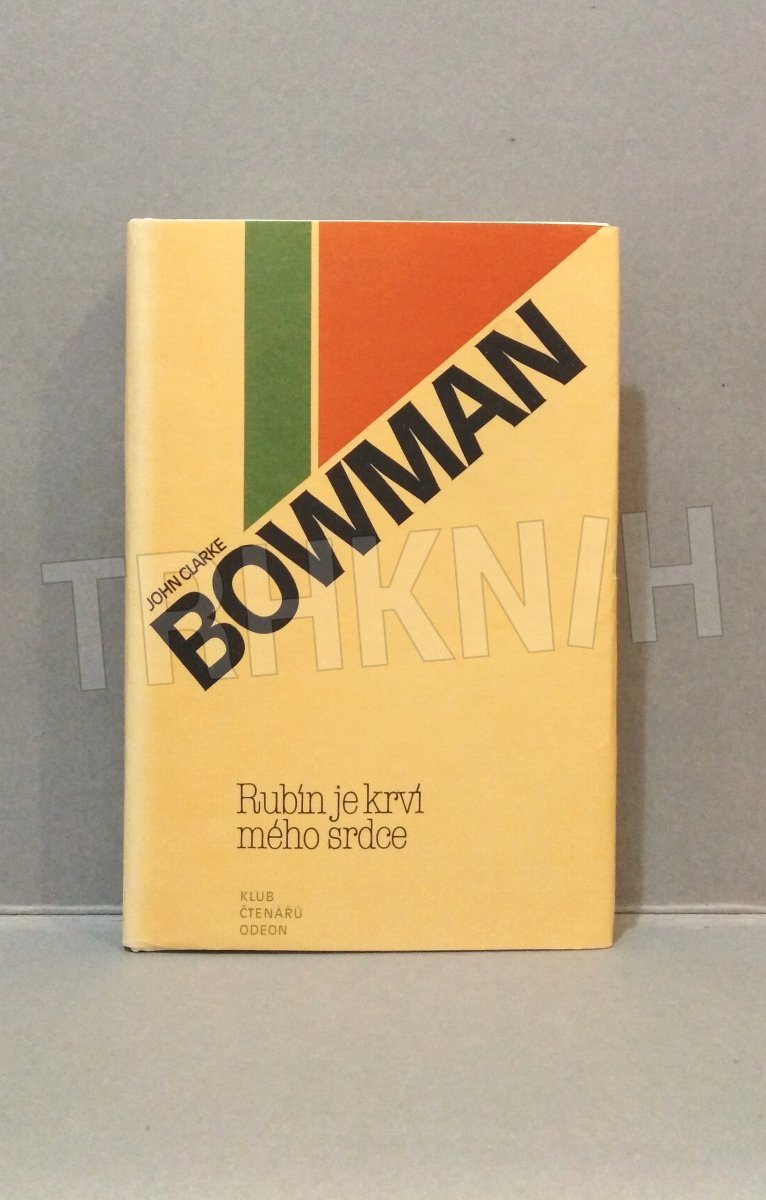 JOHN CLARKE
BOWMAN
TRHKNIH
Rubín je krví
mého srdce
KLUB
ČTENÁŘŮ
ODEON